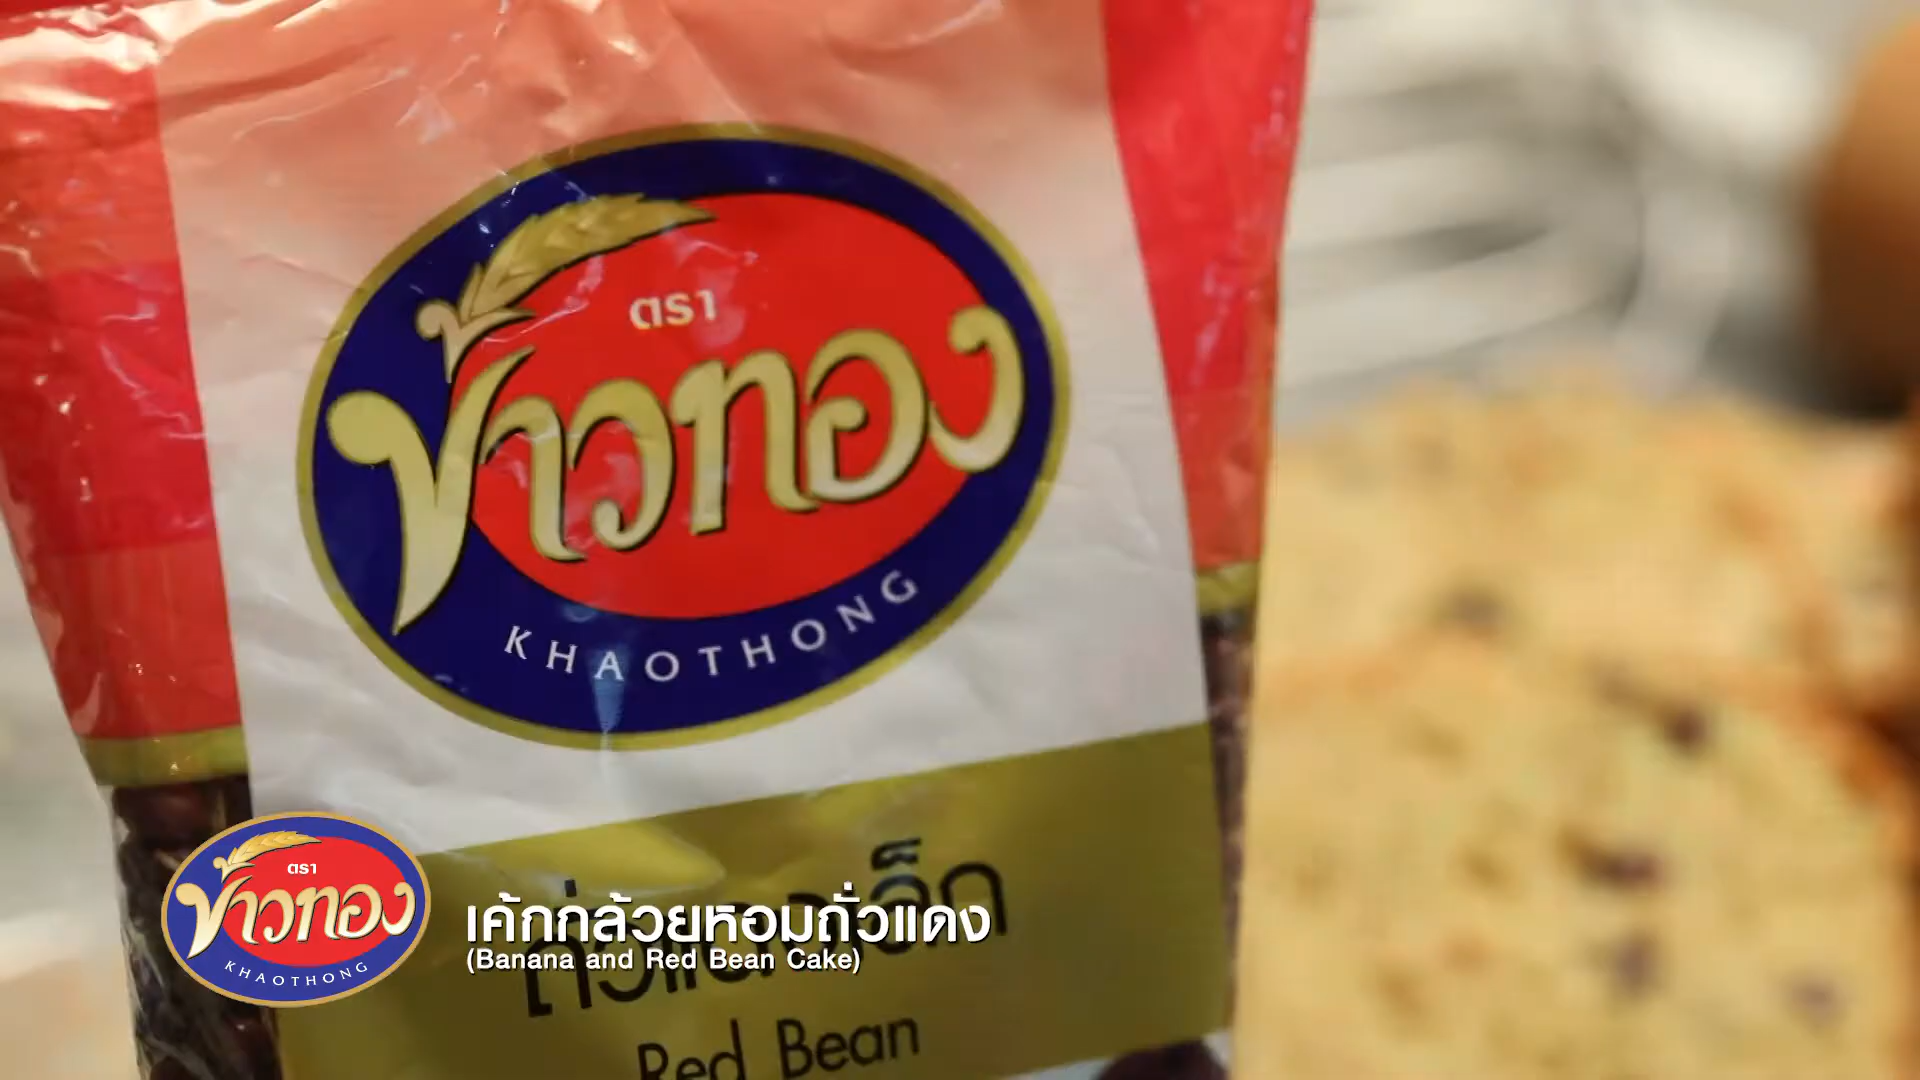 ตรา
ข้าวทอง
KHAOTHONG
ตรา
ข้าวทอง
KHAOTHONG
เค้กกล้วยหอมถั่วแดง
(Banana and Red Bean Cake)
Red Bean